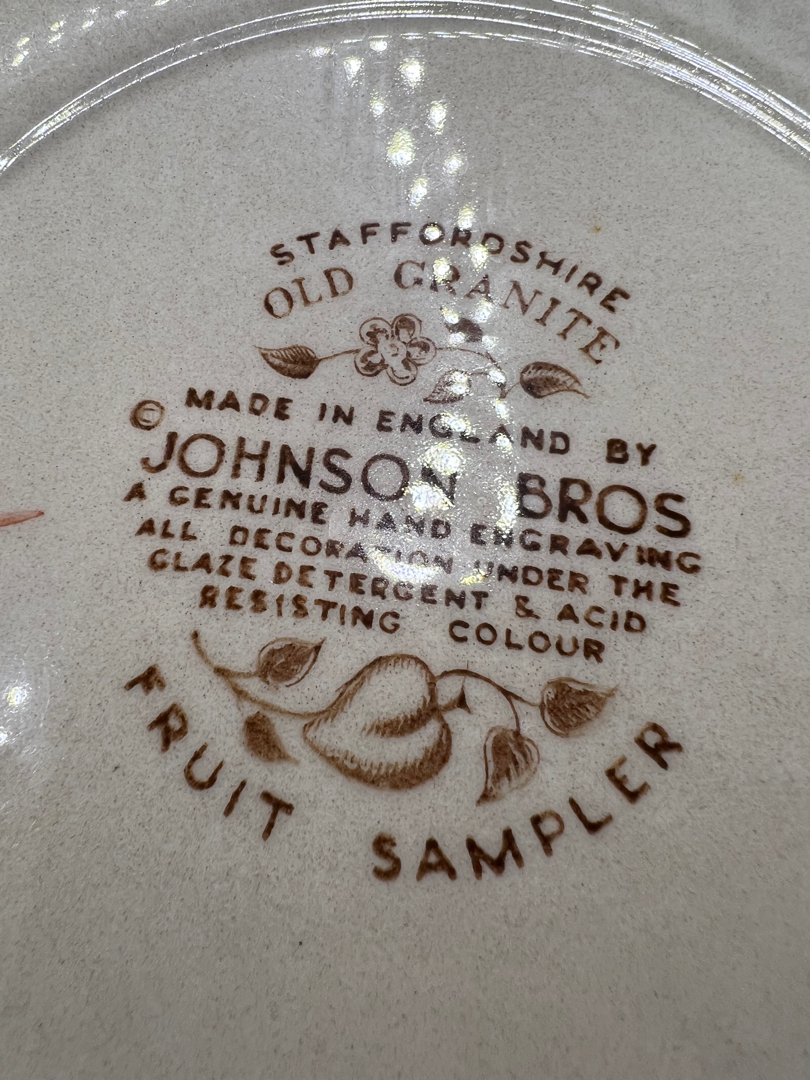 STAFFORDSHIRE
OLD GRANITE
© MADE IN ENGLAND BY
JOHNSON BROS
A GENUINE HAND ENGRAVING
ALL DECORATION UNDER THE
GLAZE DETERGENT & ACID
RESISTING COLOUR
FRUIT SAMPLER